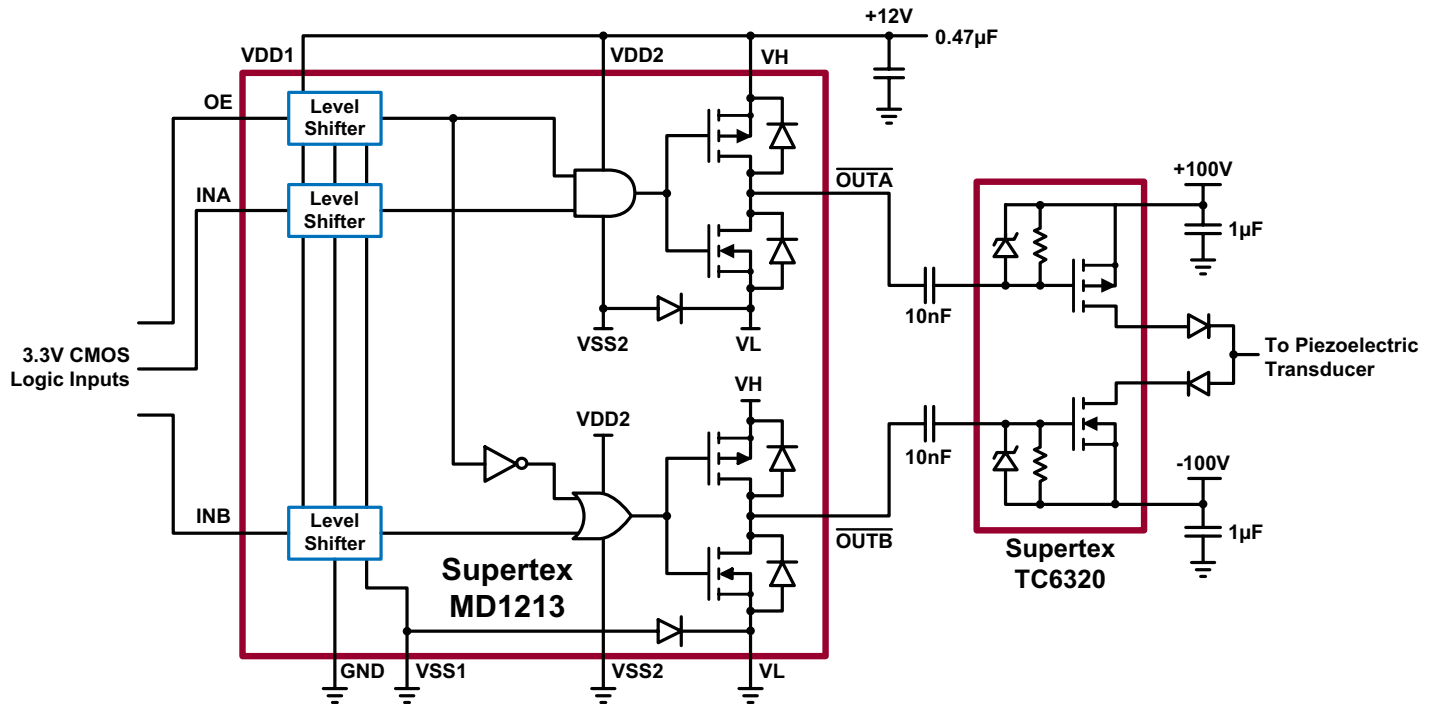 +12V
0.47µF
VDD1
VDD2
VH
OE
Level
Shifter
INA
Level
Shifter
OUTA
+100V
1µF
10nF
VSS2
VL
3.3V CMOS
Logic Inputs
To Piezoelectric
Transducer
VH
VDD2
10nF
-100V
INB
Level
Shifter
OUTB
1µF
Supertex
MD1213
Supertex
TC6320
GND
VSS1
VSS2
VL